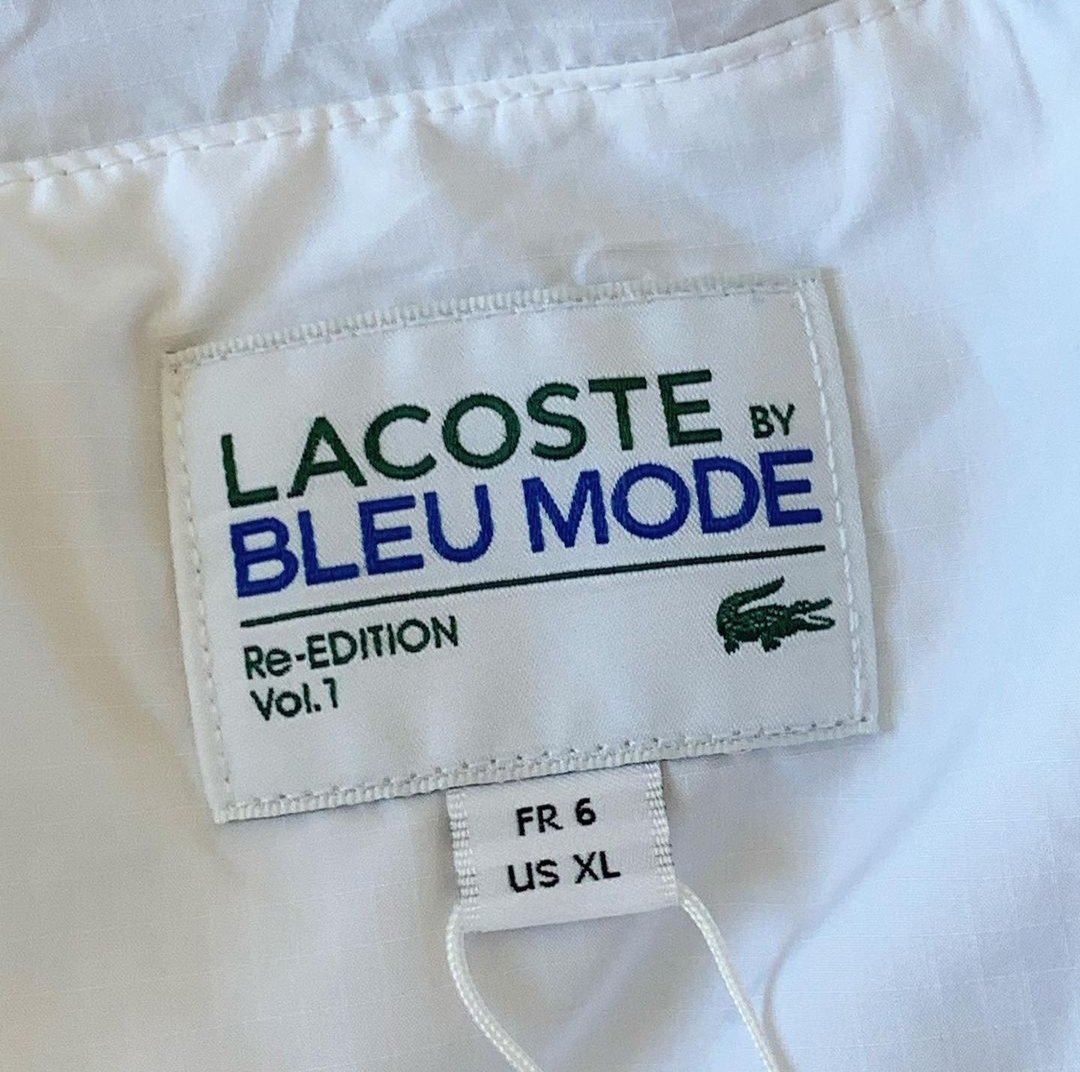 LACOSTE BY
BLEU MODE
Re-EDITION
Vol.1
FR 6
US XL